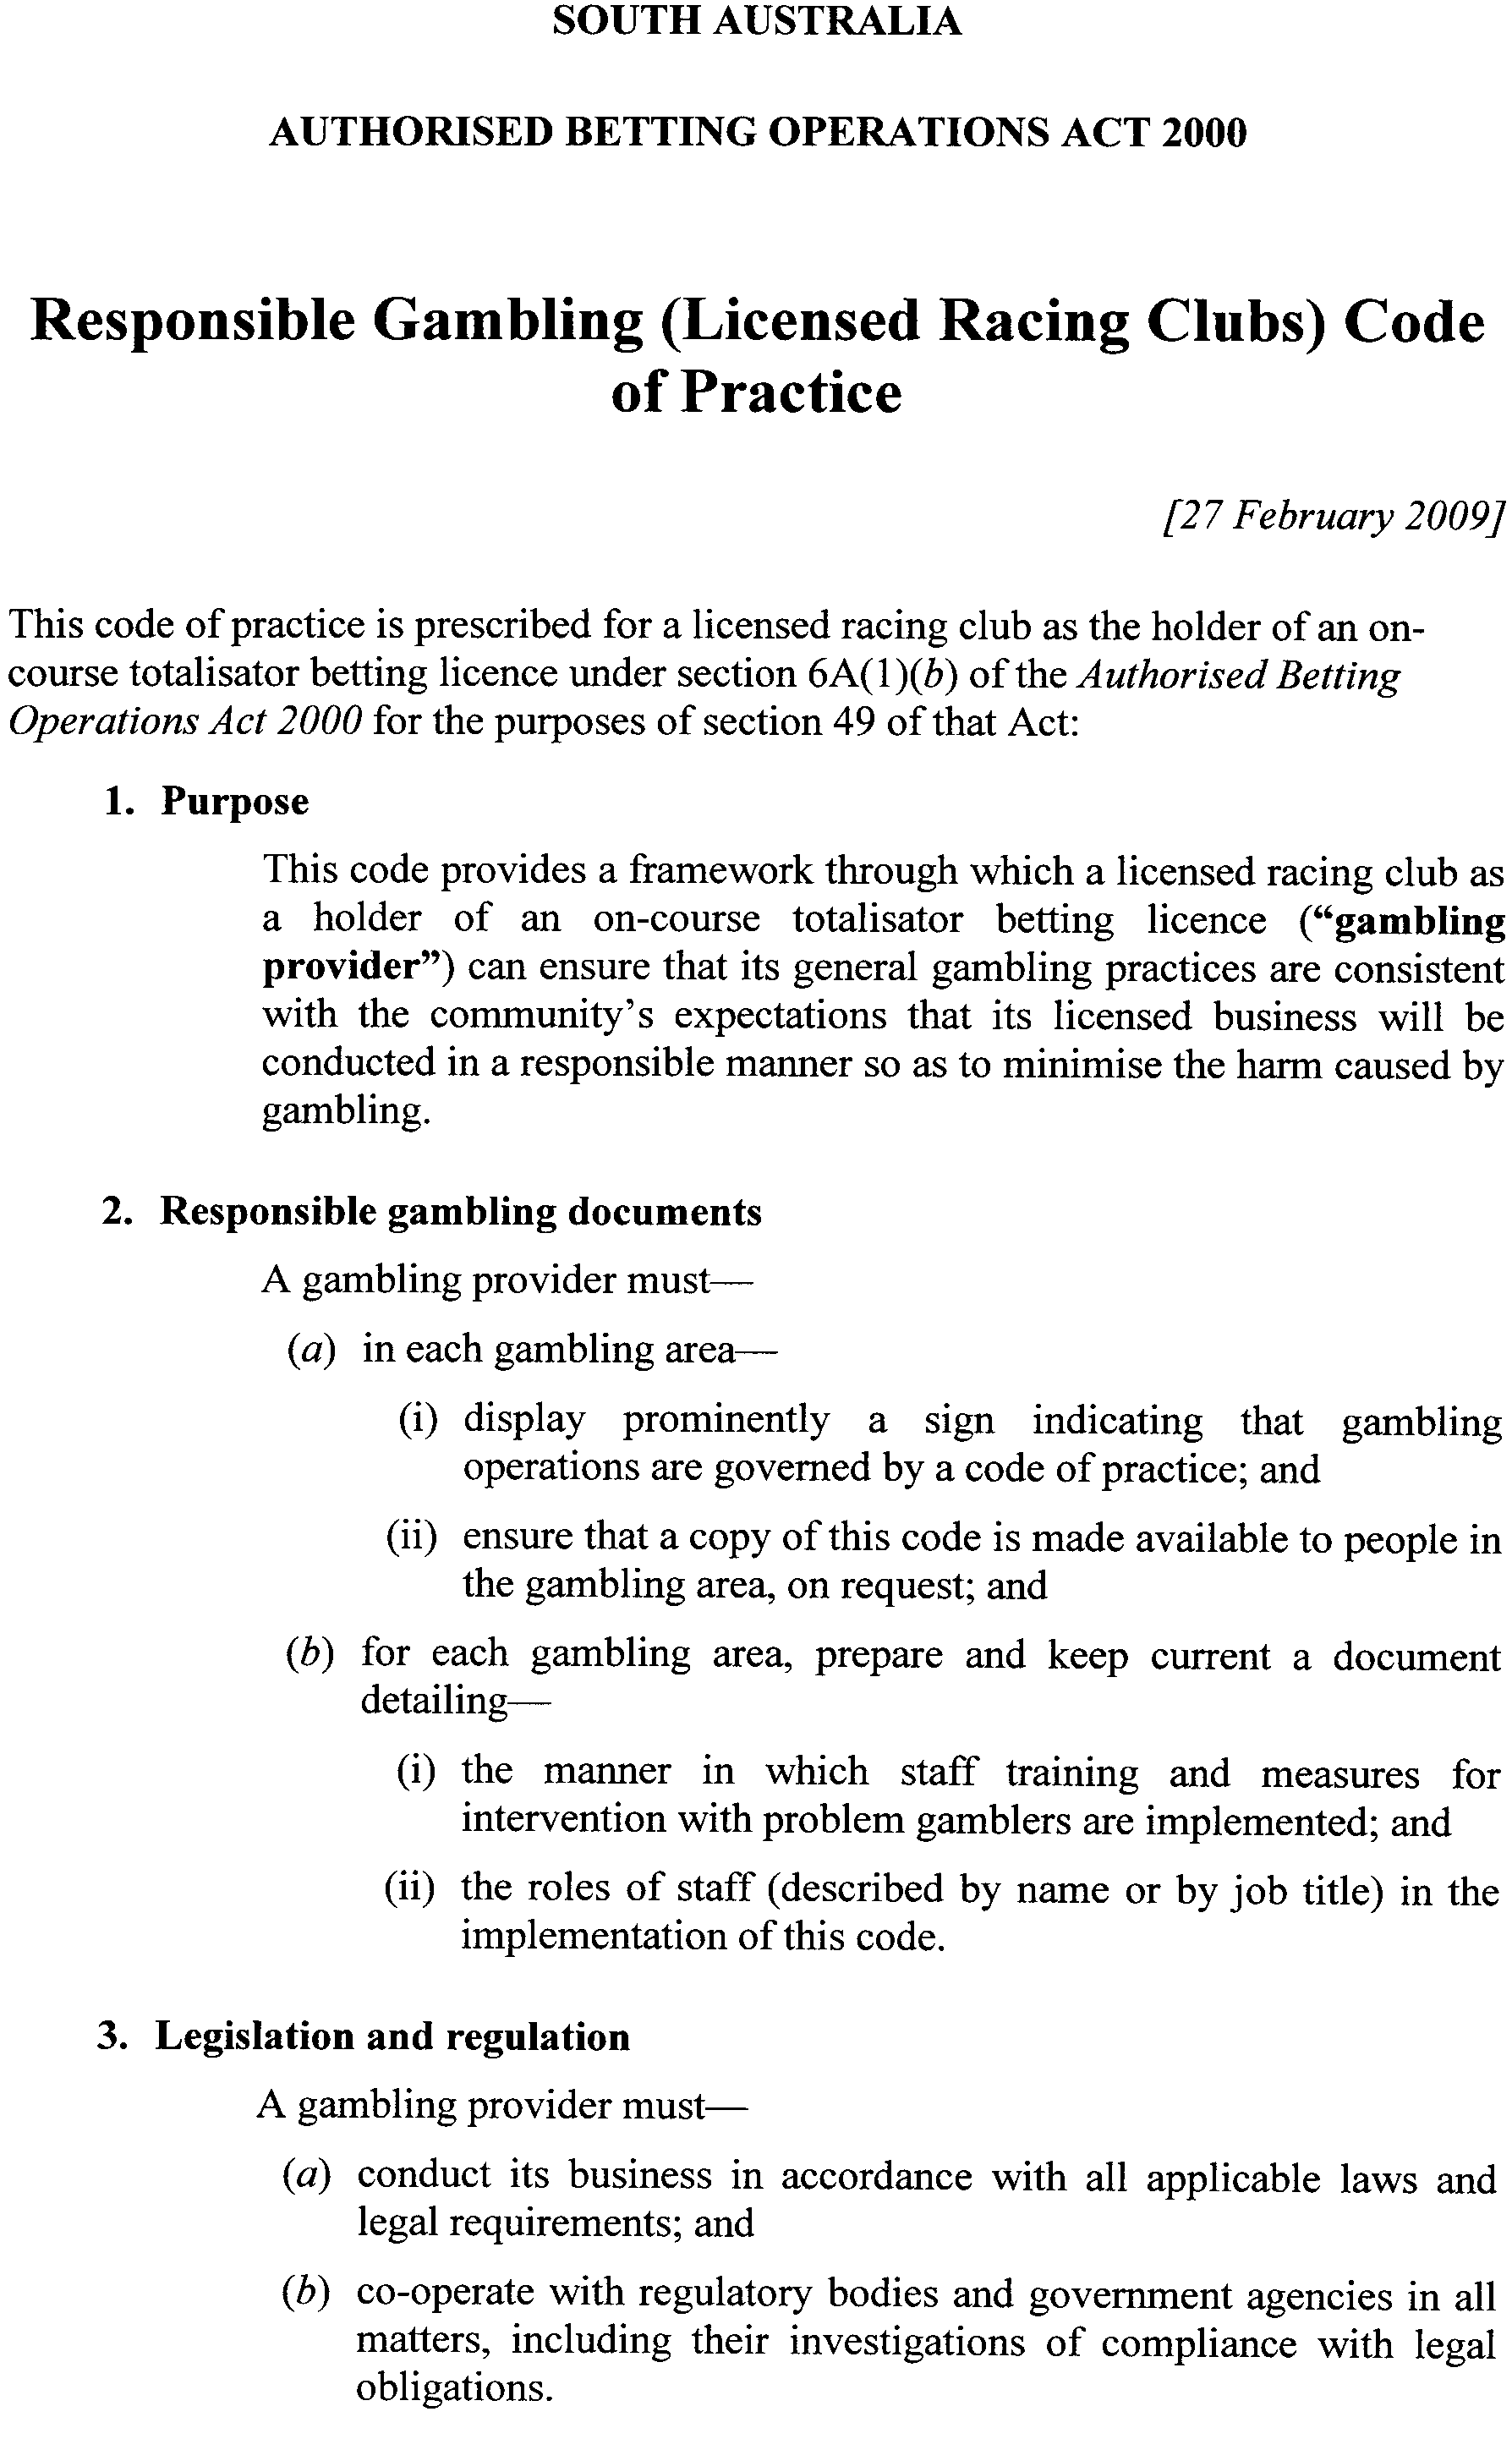 SOUTH AUSTRALIA
AUTHORISED BETTING OPERATIONS ACT 2000
Responsible Gambling (Licensed Racing Clubs) Code
of Practice
[27 February 2009]
This code of practice is prescribed for a licensed racing club as the holder of an on-
course totalisator betting licence under section 6A(1)(b) of the Authorised Betting
Operations Act 2000 for the purposes of section 49 of that Act:
1. Purpose
This code provides a framework through which a licensed racing club as
a holder of an on-course totalisator betting licence (“gambling
provider”) can ensure that its general gambling practices are consistent
with the community’s expectations that its licensed business will be
conducted in a responsible manner so as to minimise the harm caused by
gambling.
2. Responsible gambling documents
A gambling provider must—
(a) in each gambling area—
(i) display prominently a sign indicating that gambling
operations are governed by a code of practice; and
(ii) ensure that a copy of this code is made available to people in
the gambling area, on request; and
(b) for each gambling area, prepare and keep current a document
detailing—
(i) the manner in which staff training and measures for
intervention with problem gamblers are implemented; and
(ii) the roles of staff (described by name or by job title) in the
implementation of this code.
3. Legislation and regulation
A gambling provider must—
(a) conduct its business in accordance with all applicable laws and
legal requirements; and
(b) co-operate with regulatory bodies and government agencies in all
matters, including their investigations of compliance with legal
obligations.